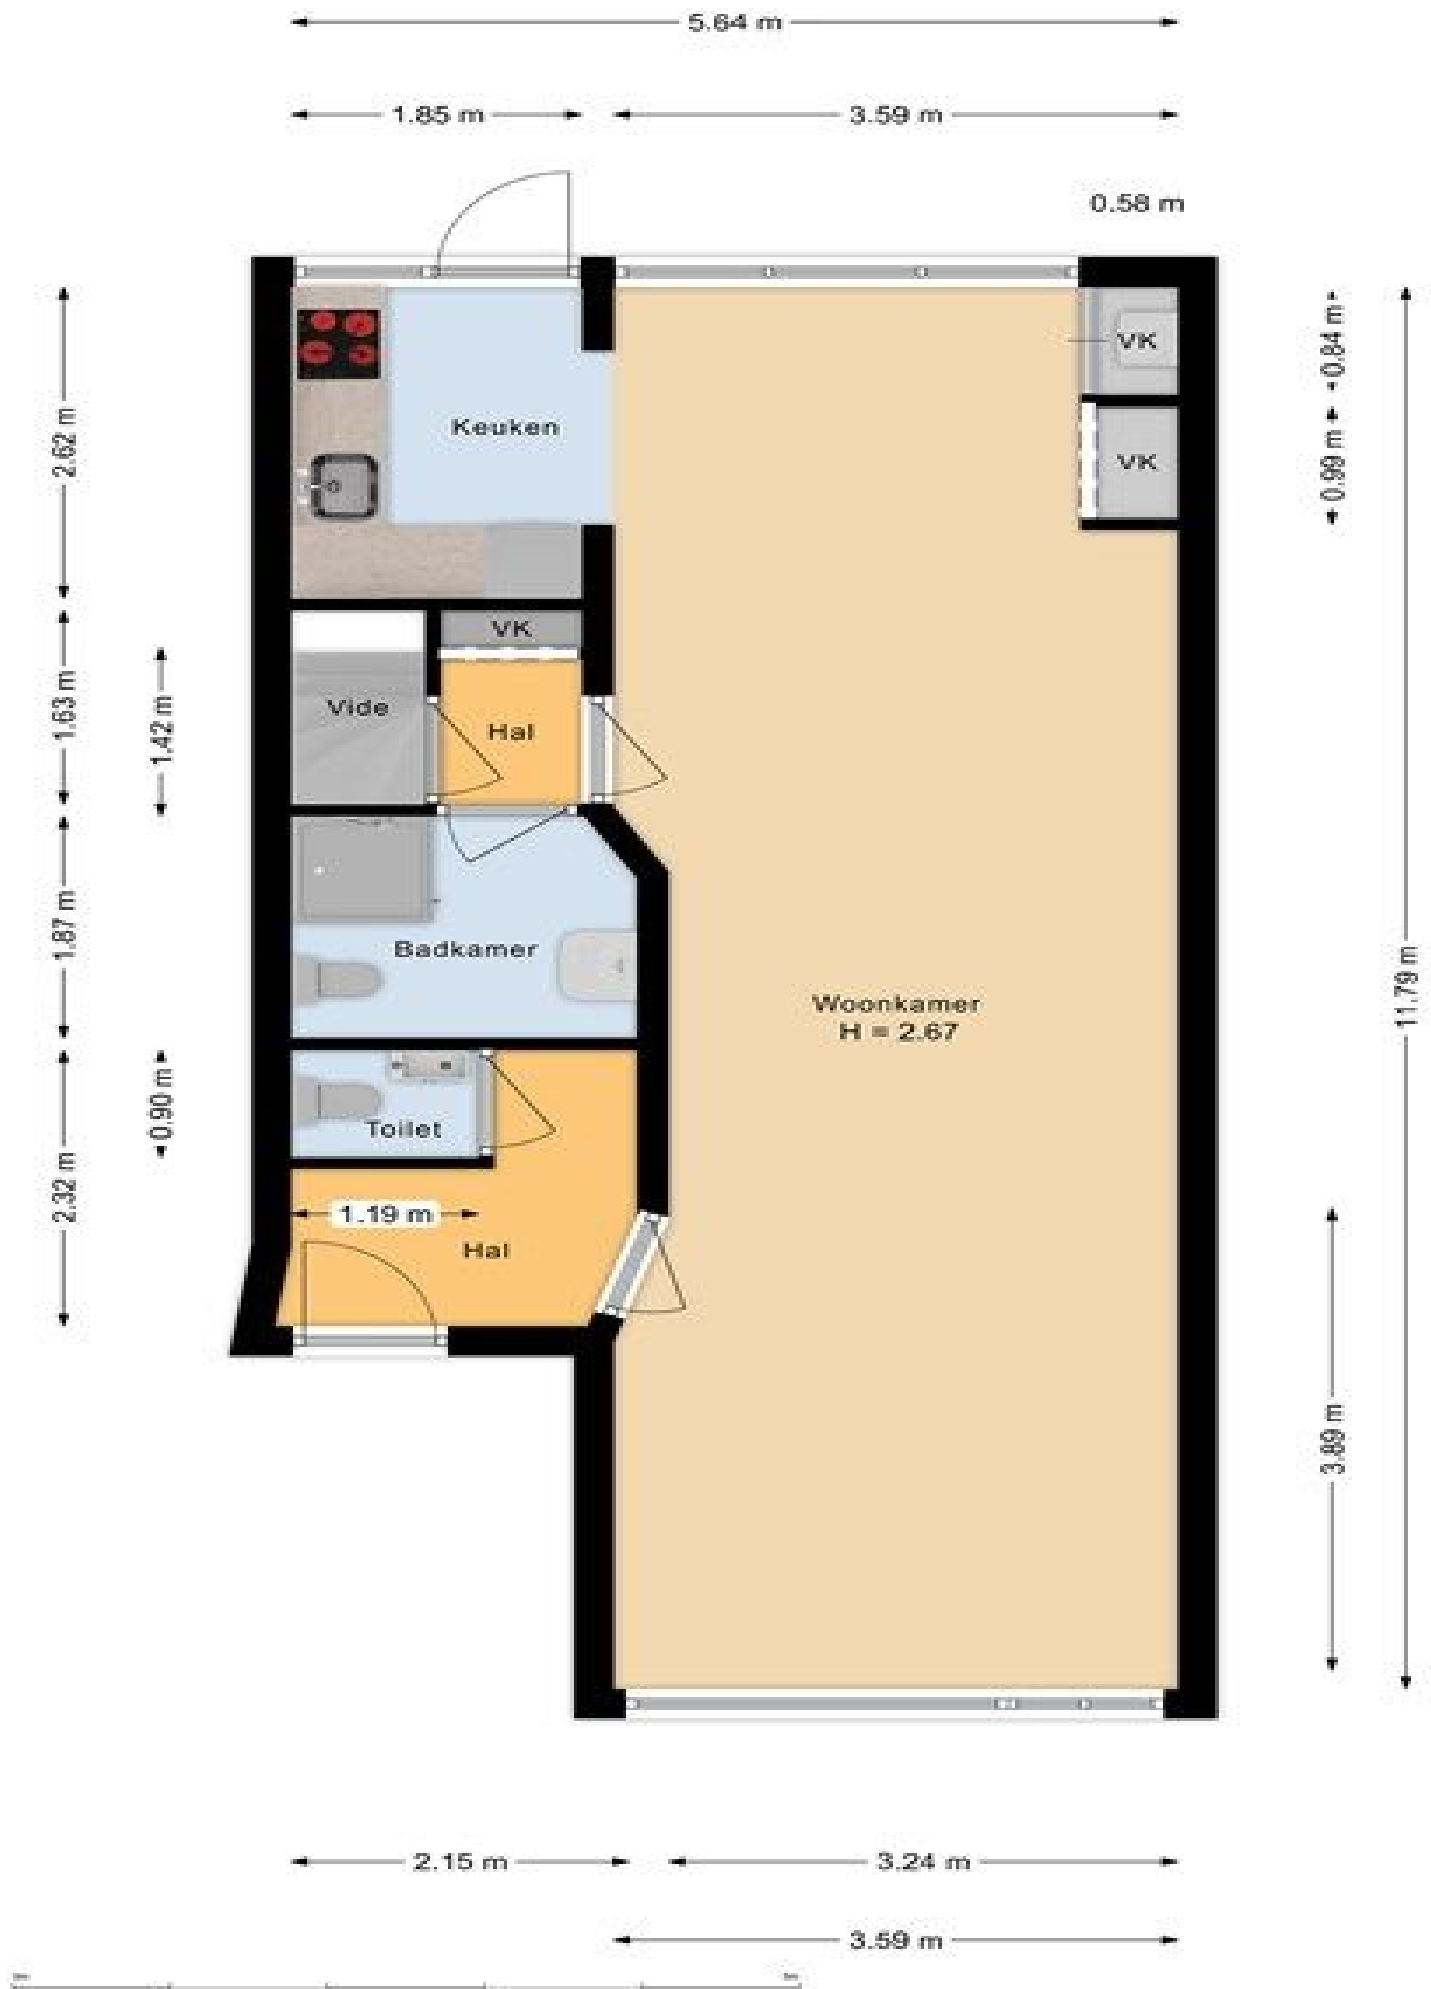 5.64 m
1.85 m
3.59 m
0.58 m
Keuken
VK
VK
VK
Vide
Hal
Badkamer
Woonkamer
H = 2.67
Toilet
1.19 m
Hal
2.62 m
1.63 m
1.42 m
1.87 m
0.90 m
2.32 m
0.84 m
0.99 m
11.79 m
3.89 m
2.15 m
3.24 m
3.59 m